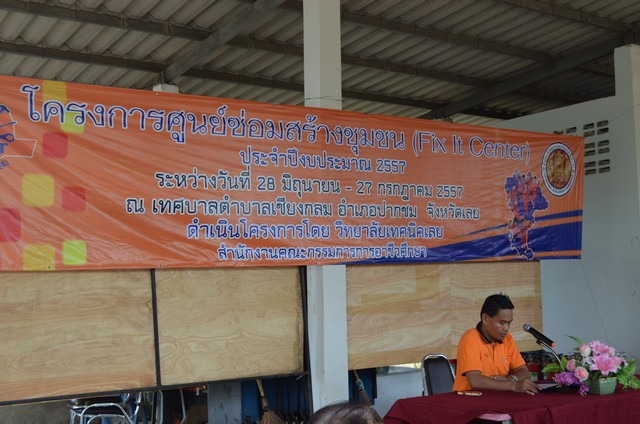 โครงการศูนย์ซ่อมสร้างชุมชน (Fix It Center)
ประจำปีงบประมาณ 2557
ระหว่างวันที่ 28 มิถุนายน - 27 กรกฎาคม 2557
ณ เทศบาลตำบลเชียงกลม อำเภอปากชม จังหวัดเลย
ดำเนินโครงการโดย วิทยาลัยเทคนิคเลย
สำนักงานคณะกรรมการการอาชีวศึกษา